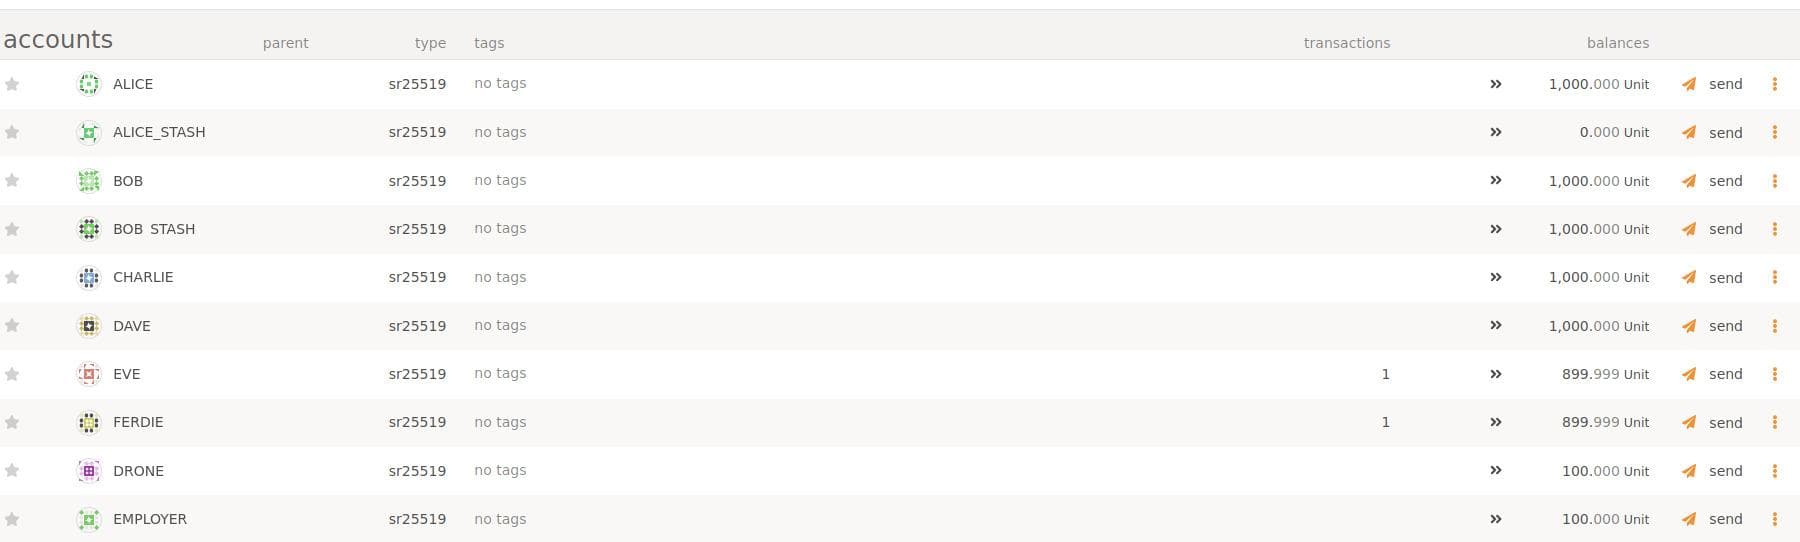 accounts parent type tags transactions balances
ALICE sr25519 no tags 1,000.000 Unit send
ALICE_STASH sr25519 no tags 0.000 Unit send
BOB sr25519 no tags 1,000.000 Unit send
BOB_STASH sr25519 no tags 1,000.000 Unit send
CHARLIE sr25519 no tags 1,000.000 Unit send
DAVE sr25519 no tags 1,000.000 Unit send
EVE sr25519 no tags 1 899.999 Unit send
FERDIE sr25519 no tags 1 899.999 Unit send
DRONE sr25519 no tags 100.000 Unit send
EMPLOYER sr25519 no tags 100.000 Unit send